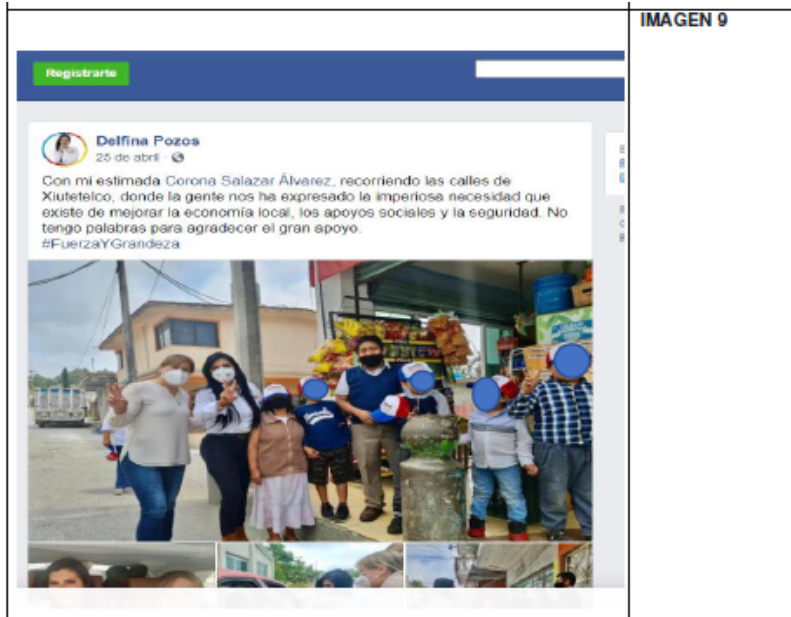 IMAGEN 9
Registrarte
Delfina Pozos
25 de abril ·
Con mi estimada Corona Salazar Álvarez, recorriendo las calles de
Xiutetelco, donde la gente nos ha expresado la imperiosa necesidad que
existe de mejorar la economía local, los apoyos sociales y la seguridad. No
tengo palabras para agradecer el gran apoyo.
#FuerzaYGrandeza